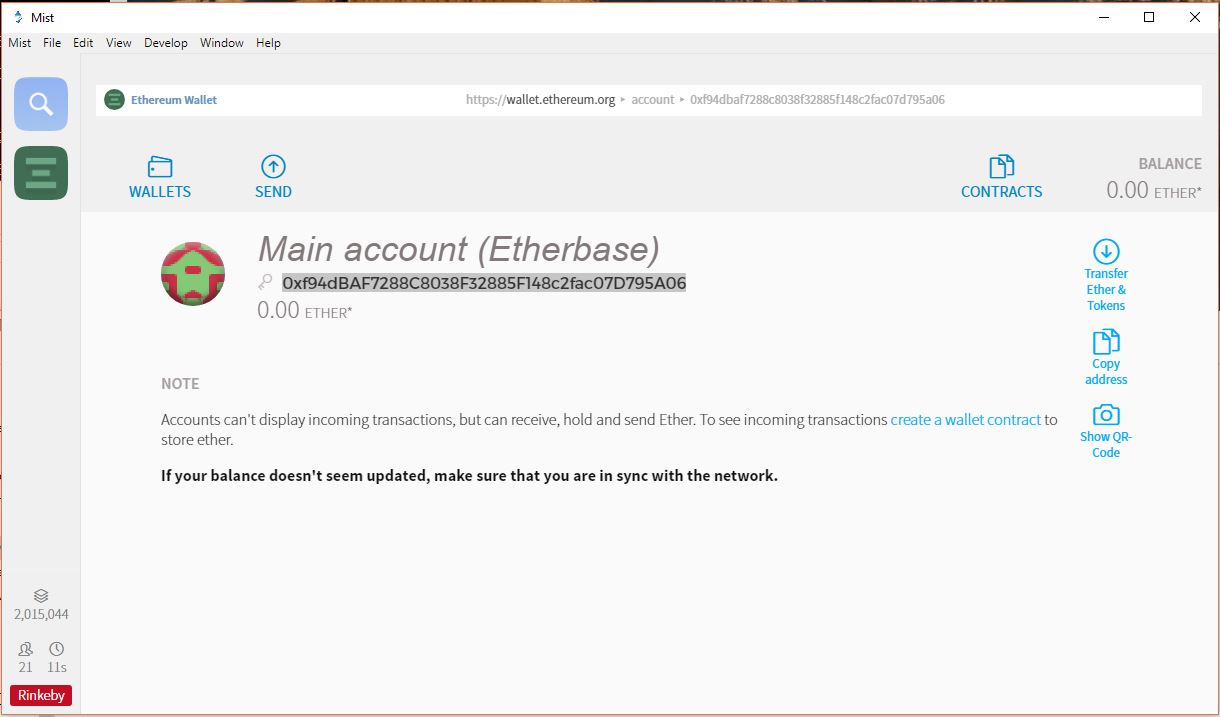 Mist
Mist File Edit View Develop Window Help
Ethereum Wallet
https://wallet.ethereum.org ▸ account ▸ 0xf94dbaf7288c8038f32885f148c2fac07d795a06
WALLETS
SEND
CONTRACTS
BALANCE
0.00 ETHER*
Main account (Etherbase)
0xf94dBAF7288C8038F32885F148c2fac07D795A06
0.00 ETHER*
Transfer
Ether &
Tokens
Copy
address
Show QR-
Code
NOTE
Accounts can't display incoming transactions, but can receive, hold and send Ether. To see incoming transactions create a wallet contract to
store ether.
If your balance doesn't seem updated, make sure that you are in sync with the network.
2,015,044
21 11s
Rinkeby